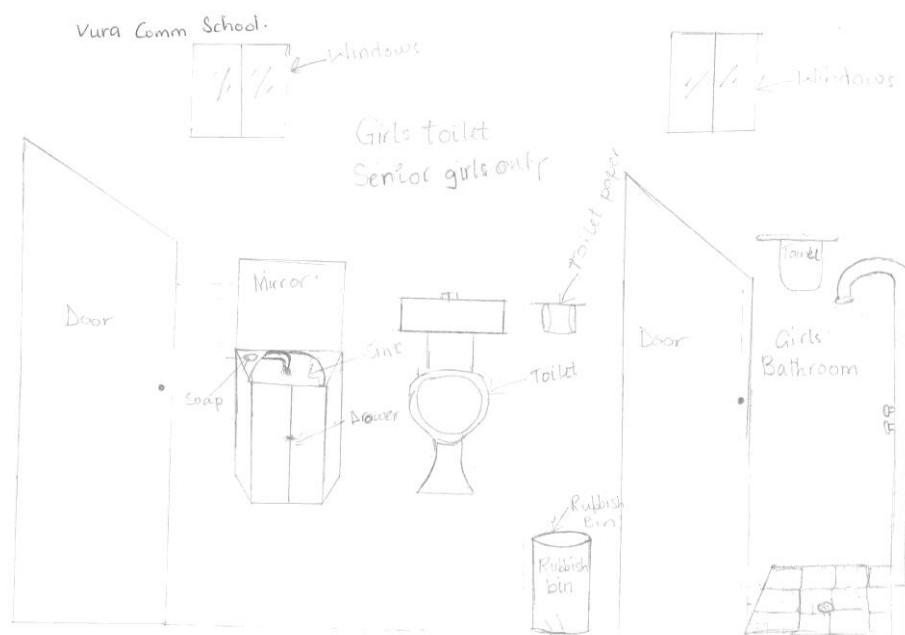 Vura Comm School.
Windows
Windows
Girls toilet
Senior girls only
Toilet paper
Towel
Mirror
Door
Door
Girls'
Bathroom
Sink
Soap
Toilet
Drower
Rubbish
Bin
Rubbish
bin